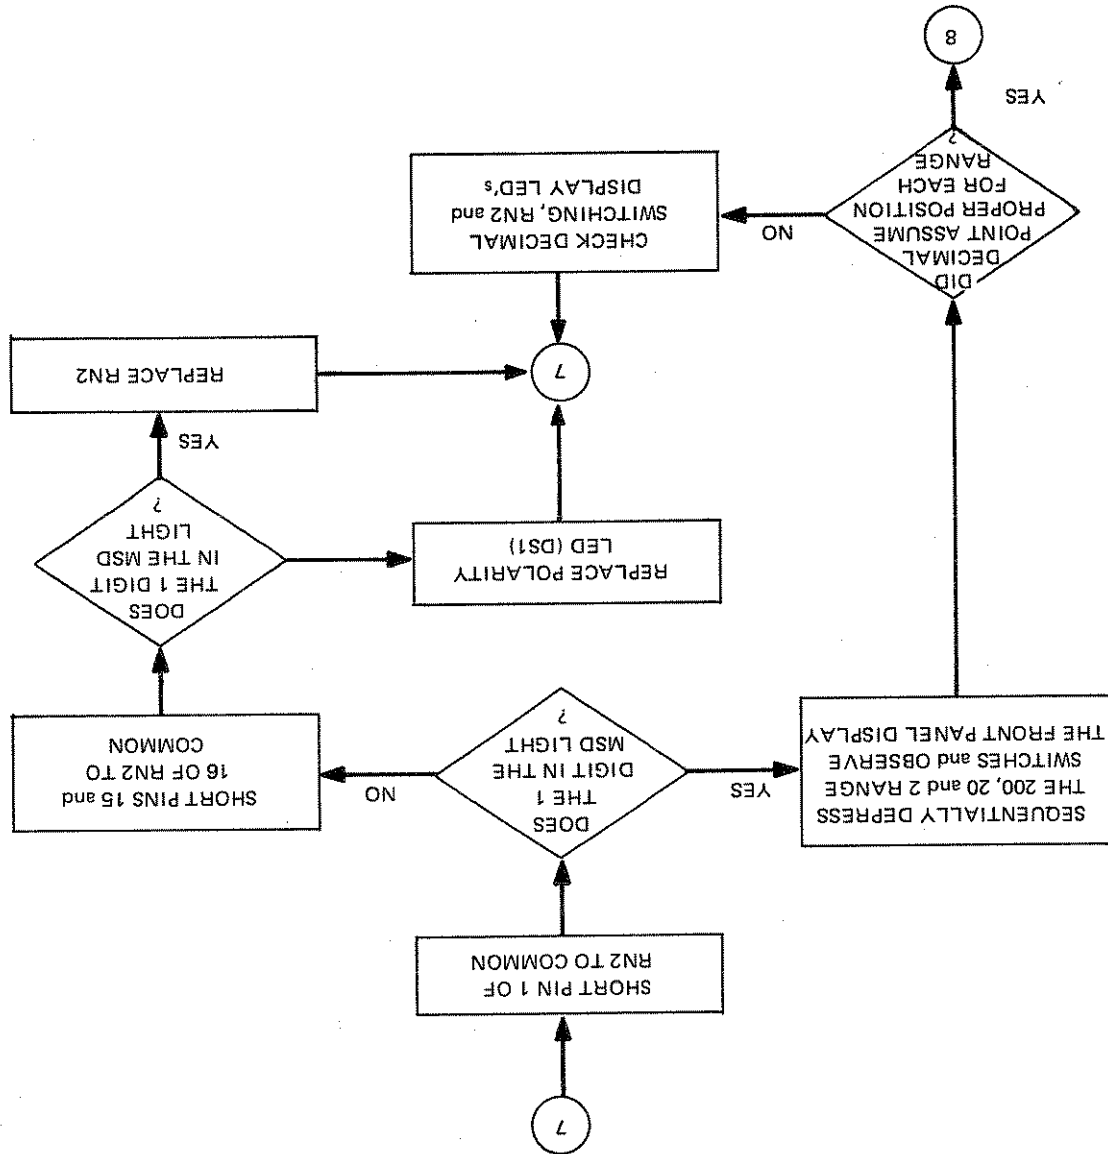 7
SHORT PIN 1 OF
RN2 TO COMMON
DOES
THE 1
DIGIT IN THE
MSD LIGHT
?
YES
NO
SEQUENTIALLY DEPRESS
THE 200, 20 and 2 RANGE
SWITCHES and OBSERVE
THE FRONT PANEL DISPLAY
SHORT PINS 15 and
16 OF RN2 TO
COMMON
DOES
THE 1 DIGIT
IN THE MSD
LIGHT
?
YES
REPLACE POLARITY
LED (DS1)
REPLACE RN2
7
DID
DECIMAL
POINT ASSUME
PROPER POSITION
FOR EACH
RANGE
?
NO
CHECK DECIMAL
SWITCHING, RN2 and
DISPLAY LED's
YES
8